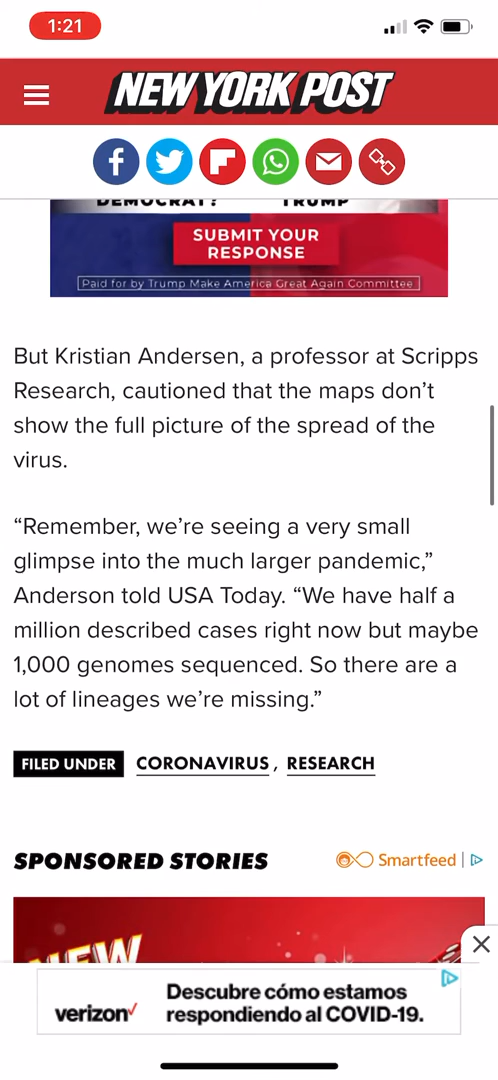 1:21
NEW YORK POST
DEMOCRAT? TRUMP
SUBMIT YOUR
RESPONSE
Paid for by Trump Make America Great Again Committee
But Kristian Andersen, a professor at Scripps
Research, cautioned that the maps don’t
show the full picture of the spread of the
virus.
“Remember, we’re seeing a very small
glimpse into the much larger pandemic,”
Anderson told USA Today. “We have half a
million described cases right now but maybe
1,000 genomes sequenced. So there are a
lot of lineages we’re missing.”
FILED UNDER CORONAVIRUS, RESEARCH
SPONSORED STORIES Smartfeed
NEW
verizon
Descubre cómo estamos
respondiendo al COVID-19.